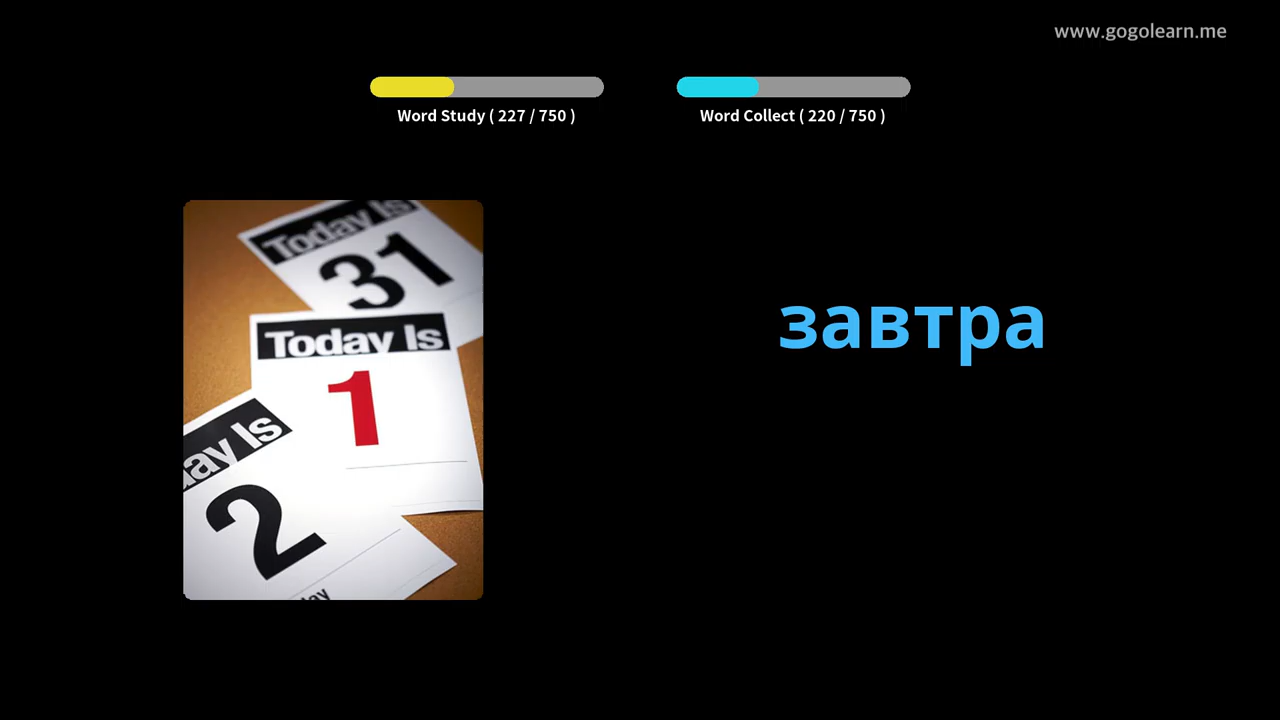 www.gogolearn.me
Word Study ( 227 / 750 )
Word Collect ( 220 / 750 )
Today Is
31
Today Is
1
ay Is
2
завтра